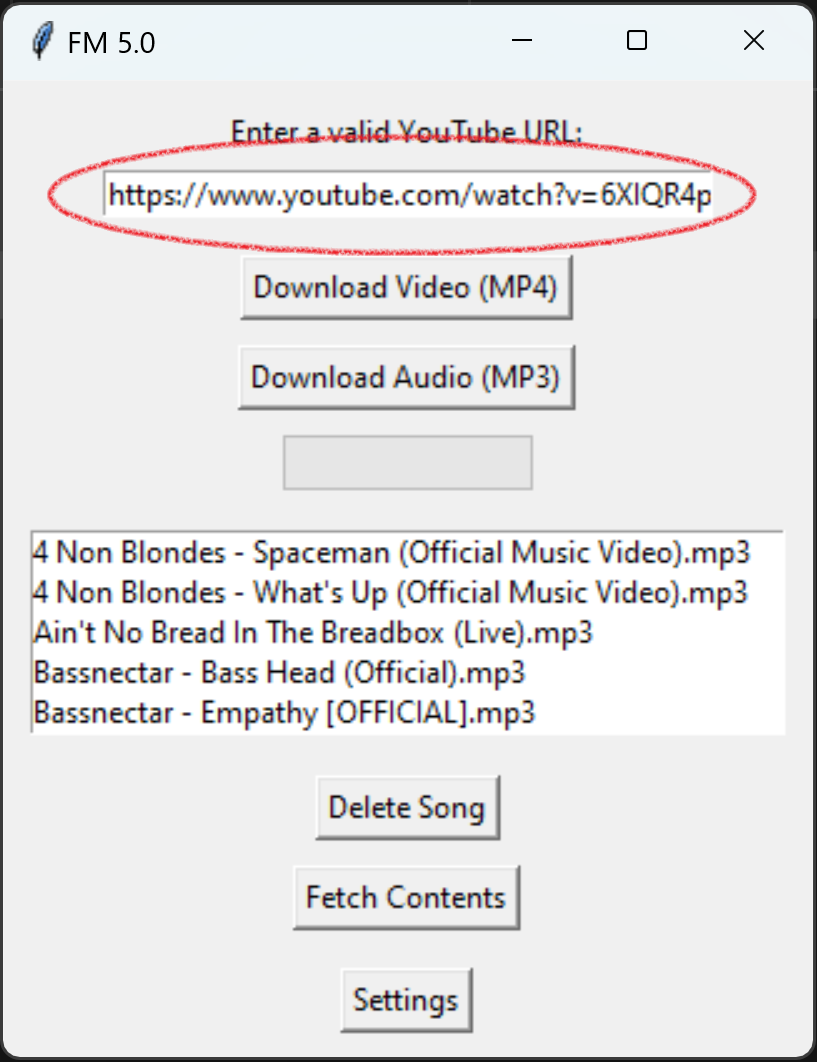 FM 5.0
Enter a valid YouTube URL:
https://www.youtube.com/watch?v=6XIQR4p
Download Video (MP4)
Download Audio (MP3)
4 Non Blondes - Spaceman (Official Music Video).mp3
4 Non Blondes - What's Up (Official Music Video).mp3
Ain't No Bread In The Breadbox (Live).mp3
Bassnectar - Bass Head (Official).mp3
Bassnectar - Empathy [OFFICIAL].mp3
Delete Song
Fetch Contents
Settings